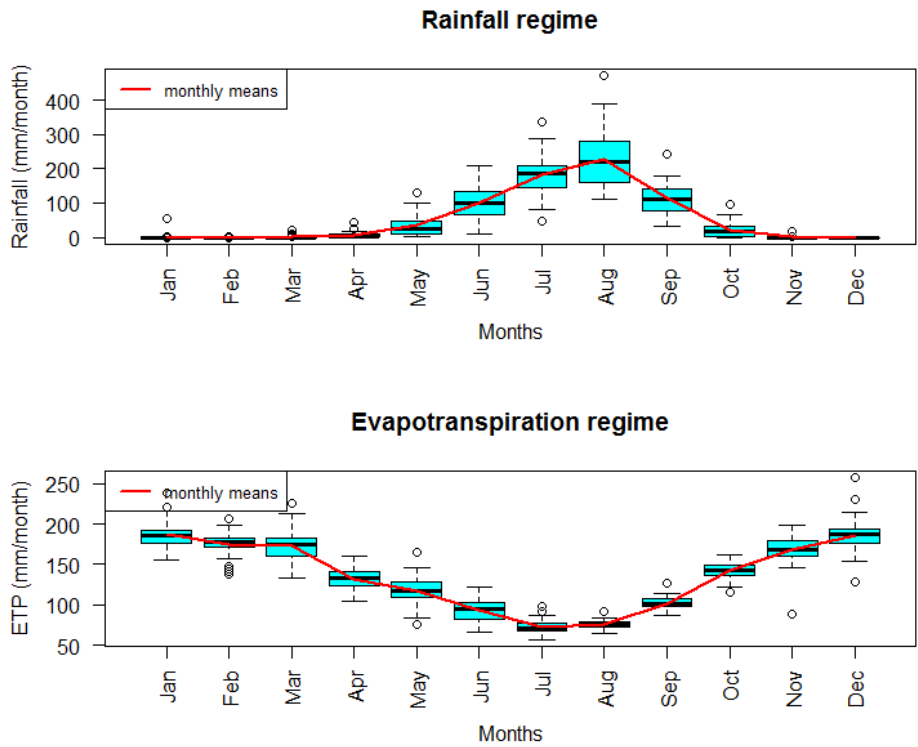 Rainfall regime
monthly means
Rainfall (mm/month)
400
300
200
100
0
Jan
Feb
Mar
Apr
May
Jun
Jul
Aug
Sep
Oct
Nov
Dec
Months
Evapotranspiration regime
monthly means
ETP (mm/month)
250
200
150
100
50
Jan
Feb
Mar
Apr
May
Jun
Jul
Aug
Sep
Oct
Nov
Dec
Months